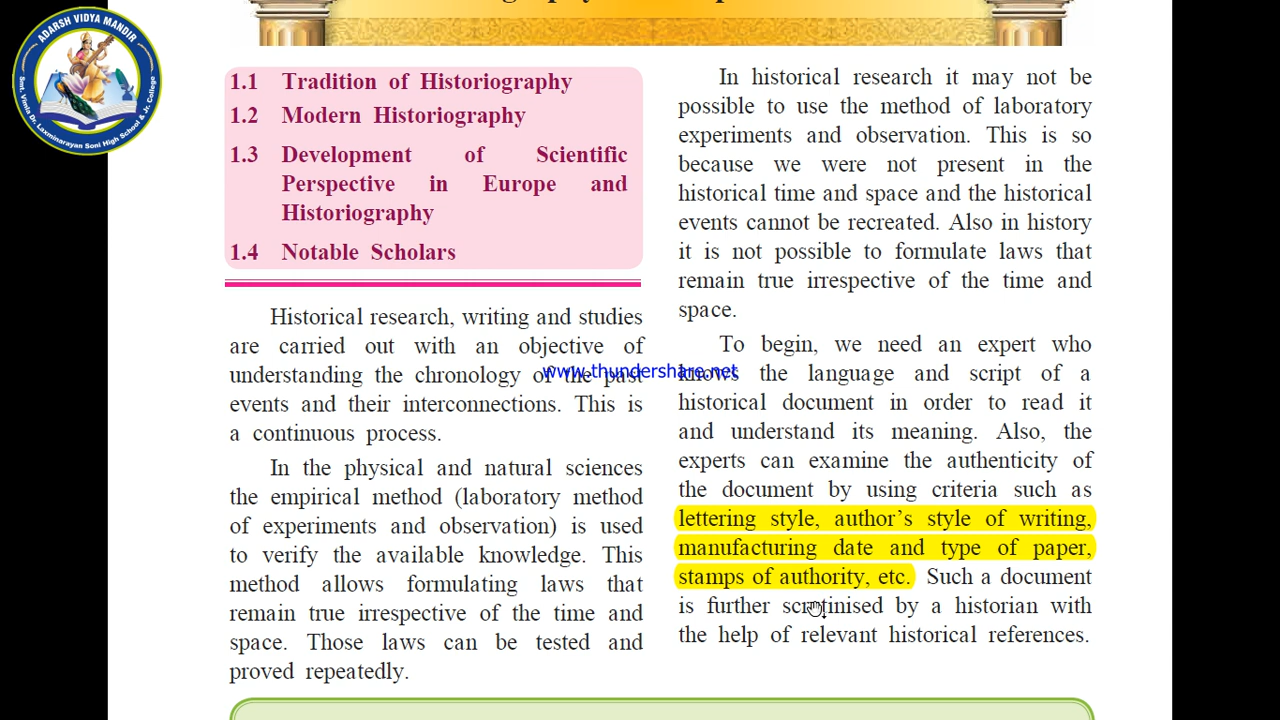 ADARSH VIDYA MANDIR
Smt. Vimla Dr. Laxminarayan Soni High School & Jr. College
1.1 Tradition of Historiography
1.2 Modern Historiography
1.3 Development of Scientific
Perspective in Europe and
Historiography
1.4 Notable Scholars
Historical research, writing and studies
are carried out with an objective of
understanding the chronology of the past
events and their interconnections. This is
a continuous process.
In the physical and natural sciences
the empirical method (laboratory method
of experiments and observation) is used
to verify the available knowledge. This
method allows formulating laws that
remain true irrespective of the time and
space. Those laws can be tested and
proved repeatedly.
In historical research it may not be
possible to use the method of laboratory
experiments and observation. This is so
because we were not present in the
historical time and space and the historical
events cannot be recreated. Also in history
it is not possible to formulate laws that
remain true irrespective of the time and
space.
To begin, we need an expert who
knows the language and script of a
historical document in order to read it
and understand its meaning. Also, the
experts can examine the authenticity of
the document by using criteria such as
lettering style, author's style of writing,
manufacturing date and type of paper,
stamps of authority, etc. Such a document
is further scrutinised by a historian with
the help of relevant historical references.
www.thundershare.net